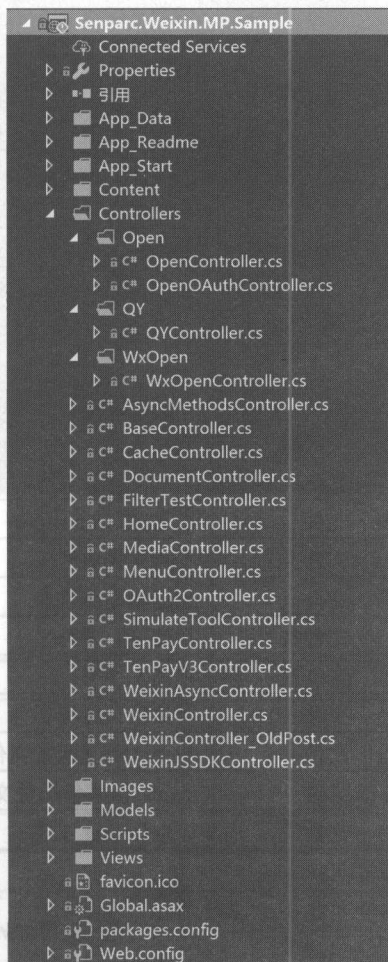 Senparc.Weixin.MP.Sample
Connected Services
Properties
引用
App_Data
App_Readme
App_Start
Content
Controllers
Open
C# OpenController.cs
C# OpenOAuthController.cs
QY
C# QYController.cs
WxOpen
C# WxOpenController.cs
C# AsyncMethodsController.cs
C# BaseController.cs
C# CacheController.cs
C# DocumentController.cs
C# FilterTestController.cs
C# HomeController.cs
C# MediaController.cs
C# MenuController.cs
C# OAuth2Controller.cs
C# SimulateToolController.cs
C# TenPayController.cs
C# TenPayV3Controller.cs
C# WeixinAsyncController.cs
C# WeixinController.cs
C# WeixinController_OldPost.cs
C# WeixinJSSDKController.cs
Images
Models
Scripts
Views
favicon.ico
Global.asax
packages.config
Web.config